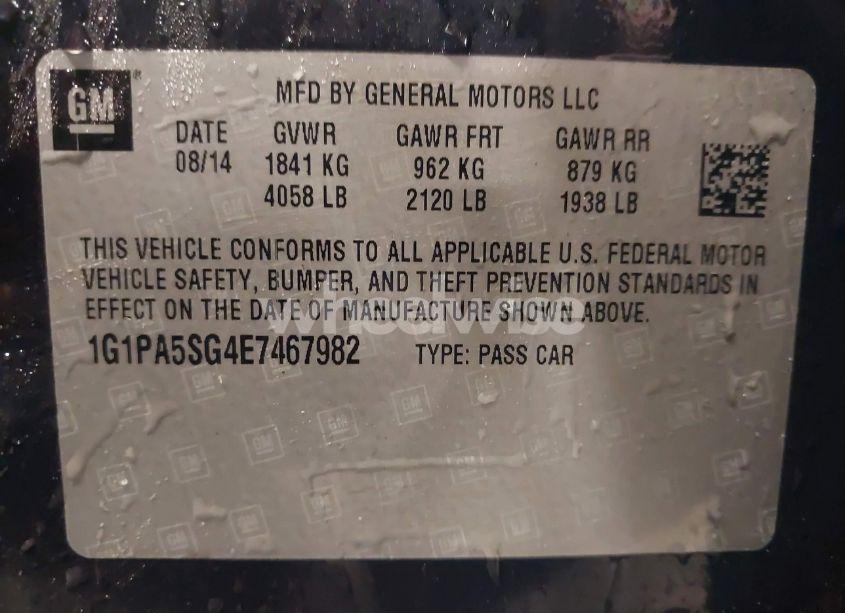 GM
MFD BY GENERAL MOTORS LLC
DATE GVWR GAWR FRT GAWR RR
08/14 1841 KG 962 KG 879 KG
4058 LB 2120 LB 1938 LB
THIS VEHICLE CONFORMS TO ALL APPLICABLE U.S. FEDERAL MOTOR
VEHICLE SAFETY, BUMPER, AND THEFT PREVENTION STANDARDS IN
EFFECT ON THE DATE OF MANUFACTURE SHOWN ABOVE.
wheelwise
1G1PA5SG4E7467982 TYPE: PASS CAR